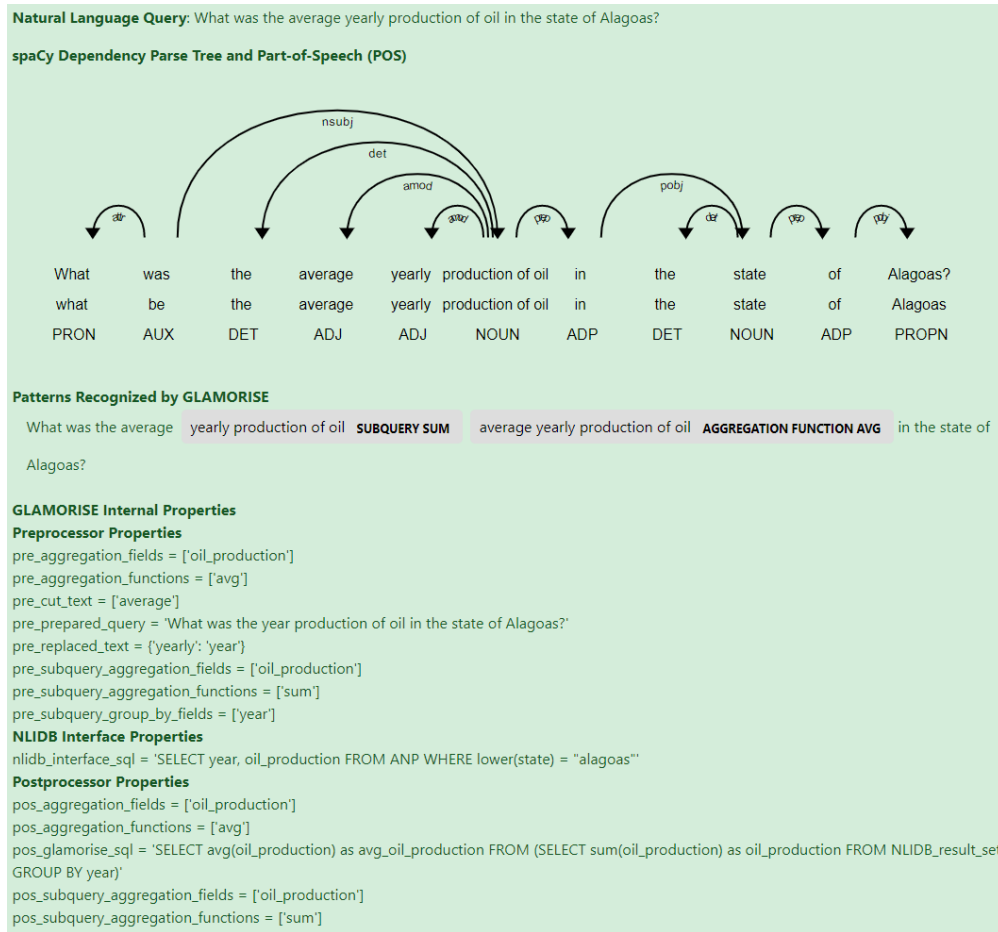 Natural Language Query: What was the average yearly production of oil in the state of Alagoas?
spaCy Dependency Parse Tree and Part-of-Speech (POS)
nsubj
det
amod
pobj
attr amod prep det prep pobj
What was the average yearly production of oil in the state of Alagoas?
what be the average yearly production of oil in the state of Alagoas
PRON AUX DET ADJ ADJ NOUN ADP DET NOUN ADP PROPN
Patterns Recognized by GLAMORISE
What was the average yearly production of oil SUBQUERY SUM average yearly production of oil AGGREGATION FUNCTION AVG in the state of
Alagoas?
GLAMORISE Internal Properties
Preprocessor Properties
pre_aggregation_fields = ['oil_production']
pre_aggregation_functions = ['avg']
pre_cut_text = ['average']
pre_prepared_query = 'What was the year production of oil in the state of Alagoas?'
pre_replaced_text = {'yearly': 'year'}
pre_subquery_aggregation_fields = ['oil_production']
pre_subquery_aggregation_functions = ['sum']
pre_subquery_group_by_fields = ['year']
NLIDB Interface Properties
nlidb_interface_sql = 'SELECT year, oil_production FROM ANP WHERE lower(state) = "alagoas"'
Postprocessor Properties
pos_aggregation_fields = ['oil_production']
pos_aggregation_functions = ['avg']
pos_glamorise_sql = 'SELECT avg(oil_production) as avg_oil_production FROM (SELECT sum(oil_production) as oil_production FROM NLIDB_result_set
GROUP BY year)'
pos_subquery_aggregation_fields = ['oil_production']
pos_subquery_aggregation_functions = ['sum']